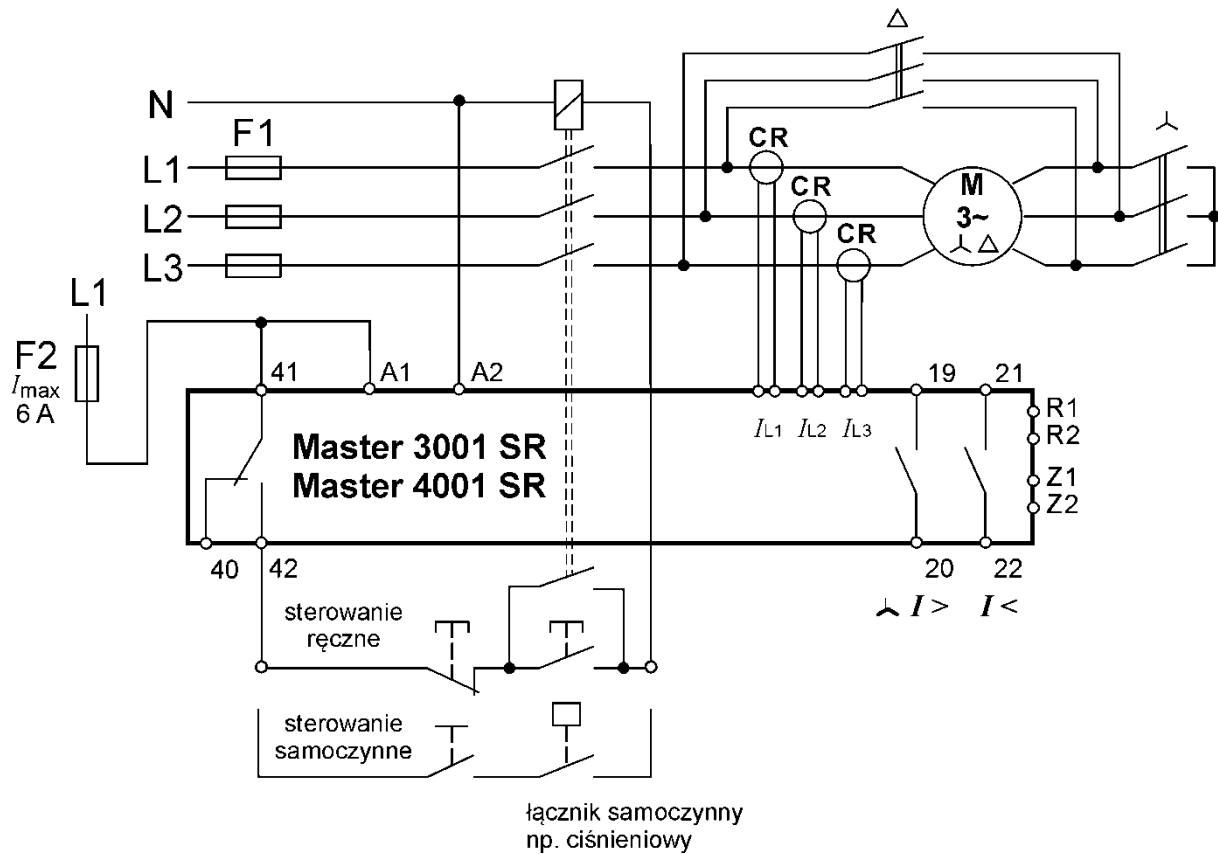 N
F1
L1
L2
L3
CR
CR
CR
M
3~
L1
F2
Imax
6 A
41
A1
A2
19
21
IL1 IL2 IL3
R1
R2
Z1
Z2
Master 3001 SR
Master 4001 SR
40
42
20
22
I >
I <
sterowanie
ręczne
sterowanie
samoczynne
łącznik samoczynny
np. ciśnieniowy